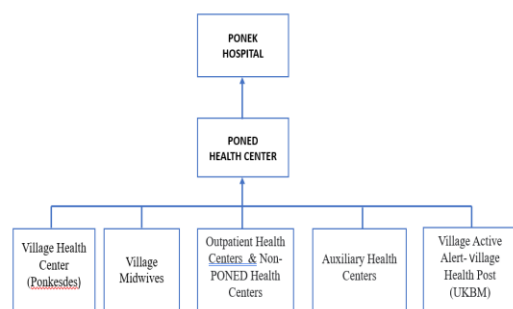 PONEK
HOSPITAL
PONED
HEALTH CENTER
Village Health
Center
(Ponkesdes)
Village
Midwives
Outpatient Health
Centers & Non-
PONED Health
Centers
Auxiliary Health
Centers
Village Active
Alert- Village
Health Post
(UKBM)